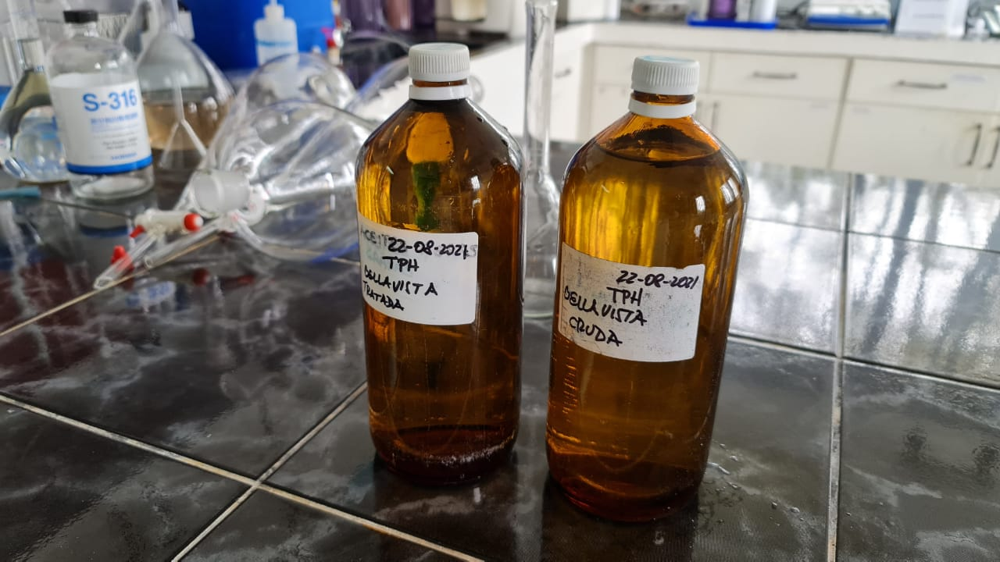 S-316
22-08-2021
TPH
BELLAVISTA
TRATADA
22-08-2021
TPH
BELLAVISTA
CRUDA